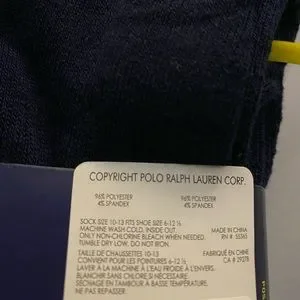 COPYRIGHT POLO RALPH LAUREN CORP.
96% POLYESTER 96% POLYESTER
4% SPANDEX 4% SPANDEX
SOCK SIZE 10-13 FITS SHOE SIZE 6-12 ½
MACHINE WASH COLD, INSIDE OUT. MADE IN CHINA
ONLY NON-CHLORINE BLEACH WHEN NEEDED. RN # 55365
TUMBLE DRY LOW. DO NOT IRON.
TAILLE DE CHAUSSETTES 10-13 FABRIQUÉ EN CHINE
CONVIENT POUR LES POINTURES 6-12 ½ CA # 29278
LAVER À LA MACHINE À L'EAU FROIDE À L'ENVERS.
BLANCHIR SANS CHLORE SI NÉCESSAIRE.
SÉCHAGE EN TAMBOUR À BASSE TEMPÉRATURE.
NE PAS REPASSER.